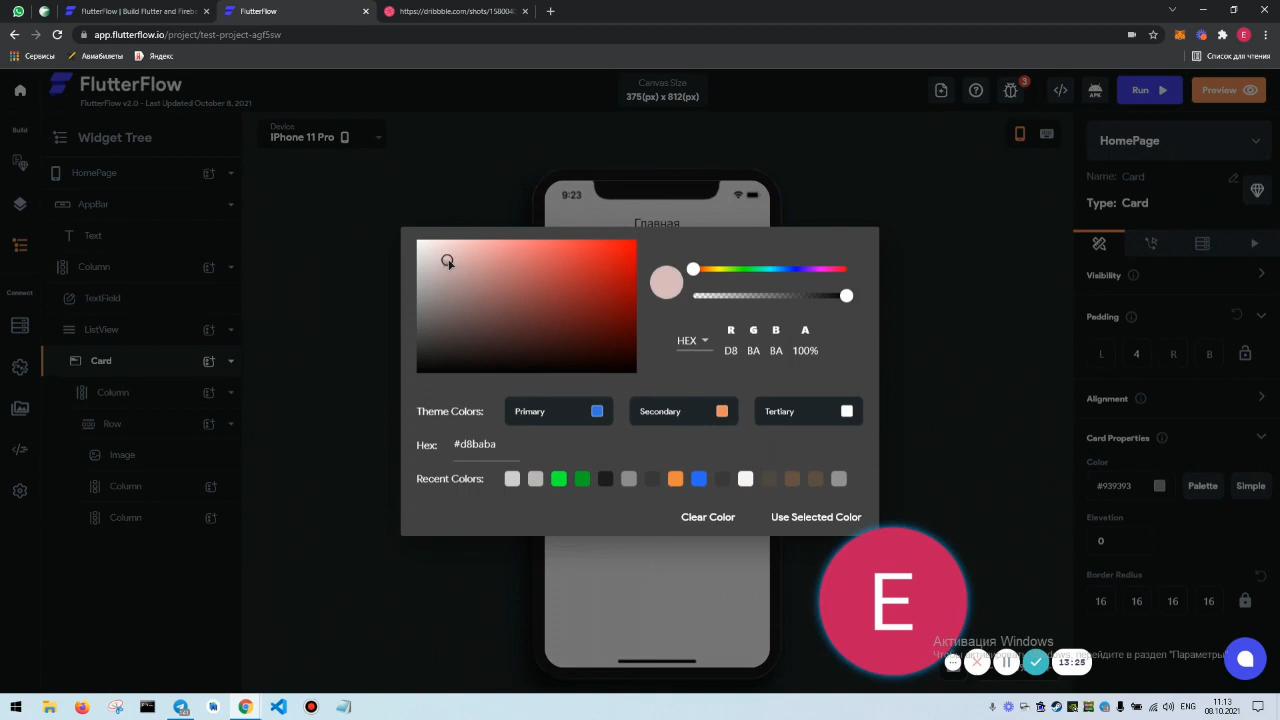 FlutterFlow | Build Flutter and Fireb
FlutterFlow
https://dribbble.com/shots/158004
app.flutterflow.io/project/test-project-agf5sw
E
Сервисы
Авиабилеты
Яндекс
Список для чтения
FlutterFlow
FlutterFlow v2.0 - Last Updated October 8, 2021
Canvas Size
375(px) x 812(px)
3
APK
Run
Preview
Build
Widget Tree
Device
iPhone 11 Pro
HomePage
HomePage
Name: Card
Type: Card
AppBar
9:23
Text
Главная
Column
Connect
TextField
ListView
Card
Column
Row
Image
Column
Column
HEX
R G B A
D8 BA BA 100%
Theme Colors:
Primary
Secondary
Tertiary
Hex:
#d8baba
Recent Colors:
Clear Color
Use Selected Color
Visibility
Padding
L 4 R B
Alignment
Card Properties
Color
#939393
Palette
Simple
Elevation
0
Border Radius
16 16 16 16
E
Активация Windows
перейдите в раздел "Параметры"
13:25
ENG
11:13
08.10.2021